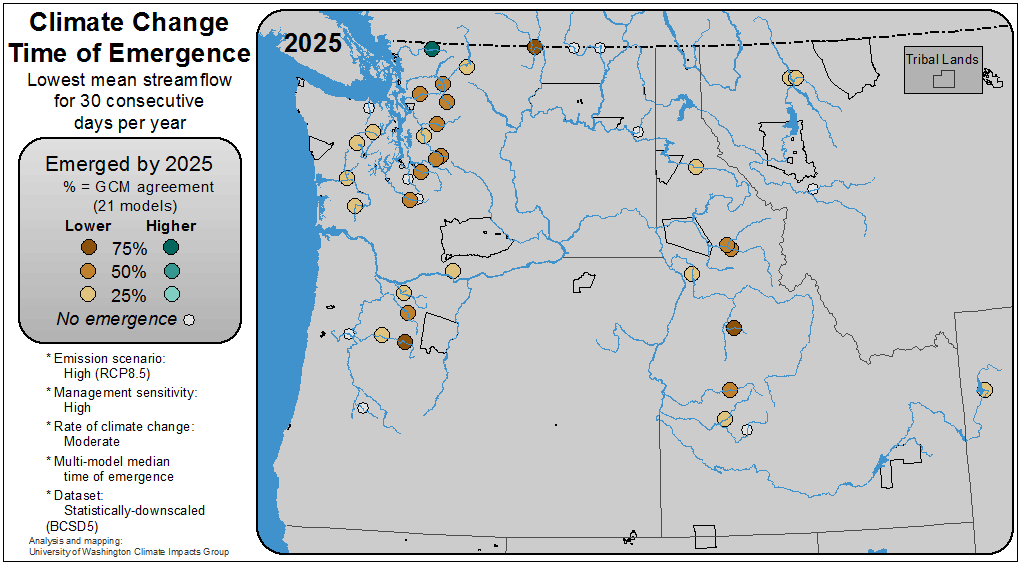 Climate Change
Time of Emergence
Lowest mean streamflow
for 30 consecutive
days per year
Emerged by 2025
% = GCM agreement
(21 models)
Lower Higher
75%
50%
25%
No emergence
* Emission scenario:
High (RCP8.5)
* Management sensitivity:
High
* Rate of climate change:
Moderate
* Multi-model median
time of emergence
* Dataset:
Statistically-downscaled
(BCSD5)
Analysis and mapping:
University of Washington Climate Impacts Group
2025
Tribal Lands